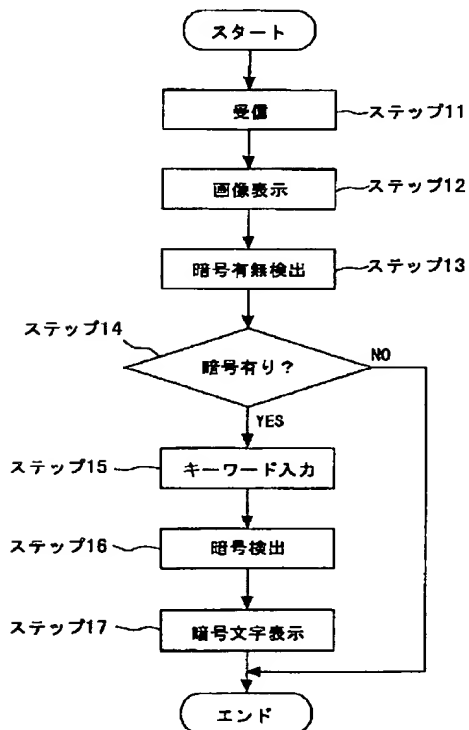 スタート
受信
ステップ11
画像表示
ステップ12
暗号有無検出
ステップ13
ステップ14
暗号有り?
NO
YES
ステップ15
キーワード入力
ステップ16
暗号検出
ステップ17
暗号文字表示
エンド